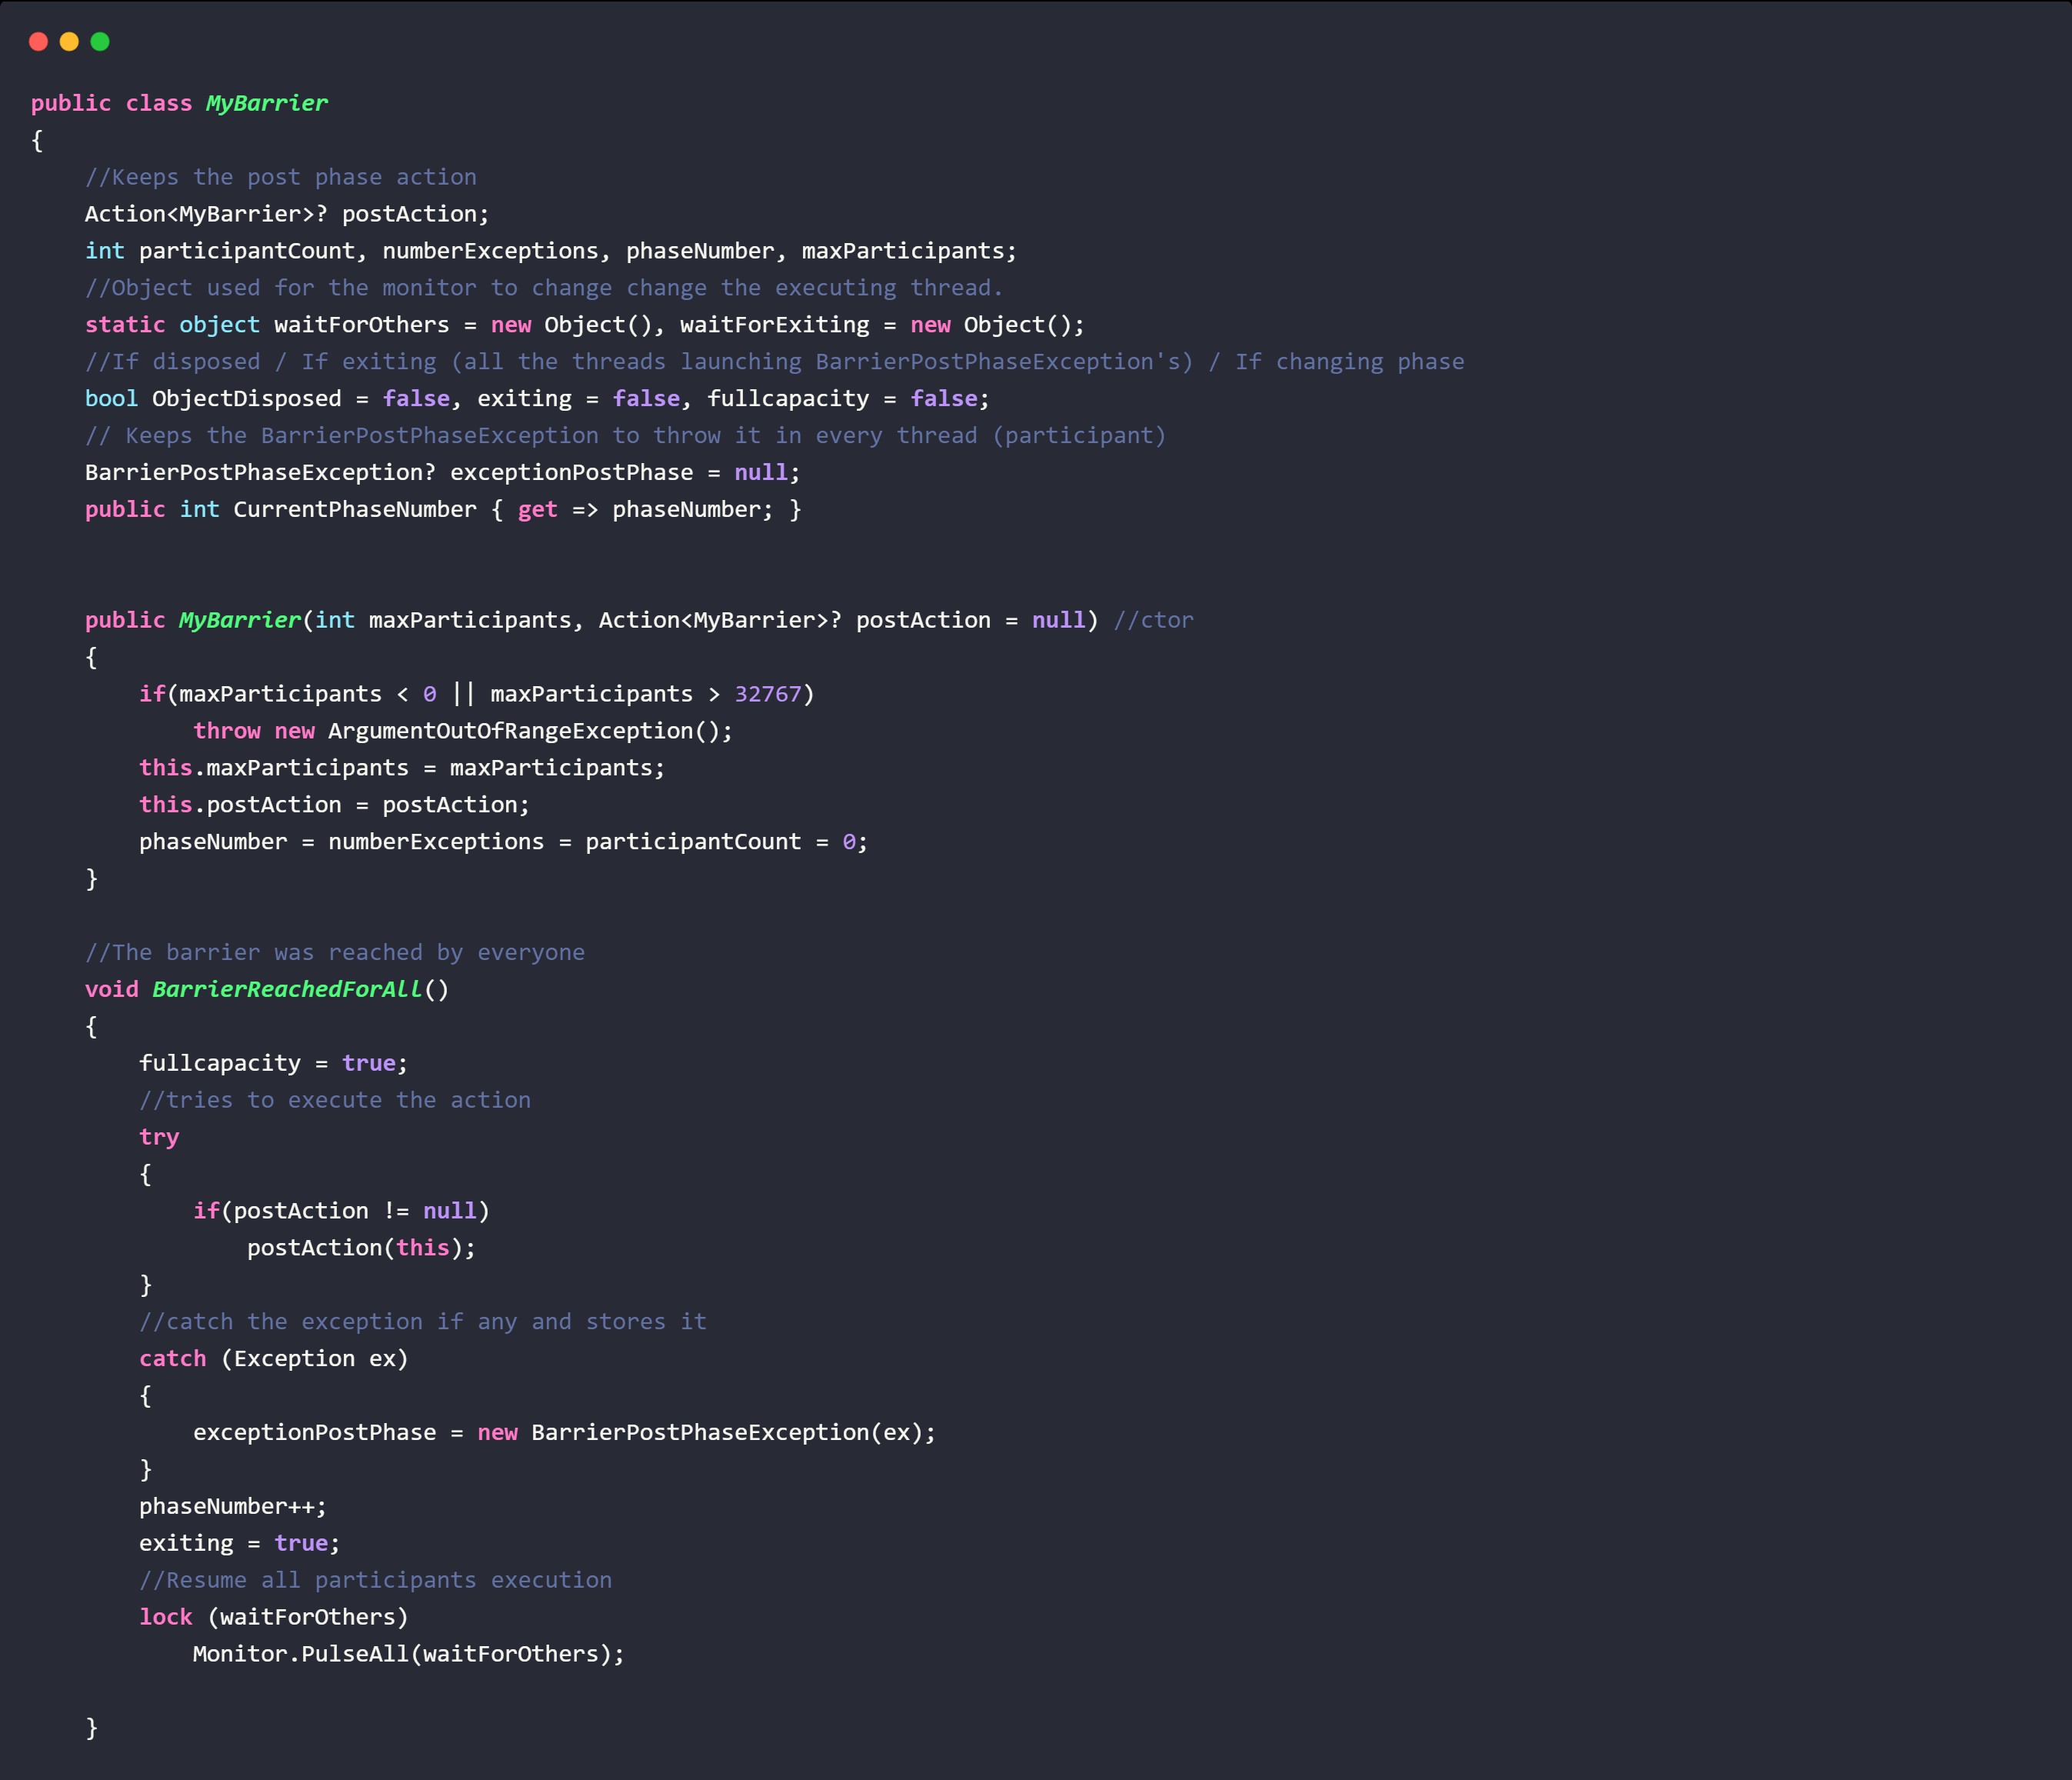 public class MyBarrier
{
    //Keeps the post phase action
    Action<MyBarrier>? postAction;
    int participantCount, numberExceptions, phaseNumber, maxParticipants;
    //Object used for the monitor to change change the executing thread.
    static object waitForOthers = new Object(), waitForExiting = new Object();
    //If disposed / If exiting (all the threads launching BarrierPostPhaseException's) / If changing phase
    bool ObjectDisposed = false, exiting = false, fullcapacity = false;
    // Keeps the BarrierPostPhaseException to throw it in every thread (participant)
    BarrierPostPhaseException? exceptionPostPhase = null;
    public int CurrentPhaseNumber { get => phaseNumber; }


    public MyBarrier(int maxParticipants, Action<MyBarrier>? postAction = null) //ctor
    {
        if(maxParticipants < 0 || maxParticipants > 32767)
            throw new ArgumentOutOfRangeException();
        this.maxParticipants = maxParticipants;
        this.postAction = postAction;
        phaseNumber = numberExceptions = participantCount = 0;
    }

    //The barrier was reached by everyone
    void BarrierReachedForAll()
    {
        fullcapacity = true;
        //tries to execute the action
        try
        {
            if(postAction != null)
                postAction(this);
        }
        //catch the exception if any and stores it
        catch (Exception ex)
        {
            exceptionPostPhase = new BarrierPostPhaseException(ex);
        }
        phaseNumber++;
        exiting = true;
        //Resume all participants execution
        lock (waitForOthers)
            Monitor.PulseAll(waitForOthers);

    }